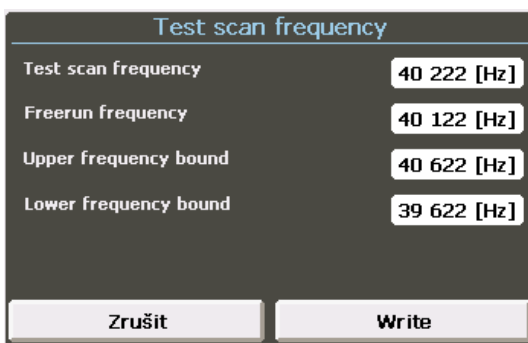 Test scan frequency
Test scan frequency 40 222 [Hz]
Freerun frequency 40 122 [Hz]
Upper frequency bound 40 622 [Hz]
Lower frequency bound 39 622 [Hz]
Zrušit Write